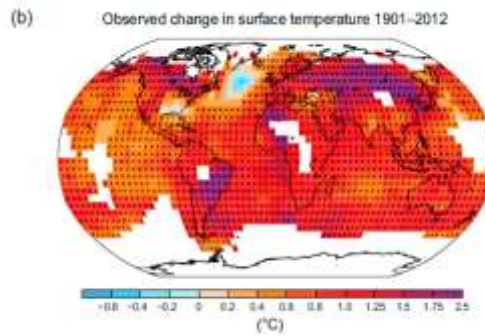 (b)
Observed change in surface temperature 1901–2012
−0.6 −0.4 −0.2 0 0.2 0.4 0.6 0.8 1.0 1.25 1.5 1.75 2.5
(°C)